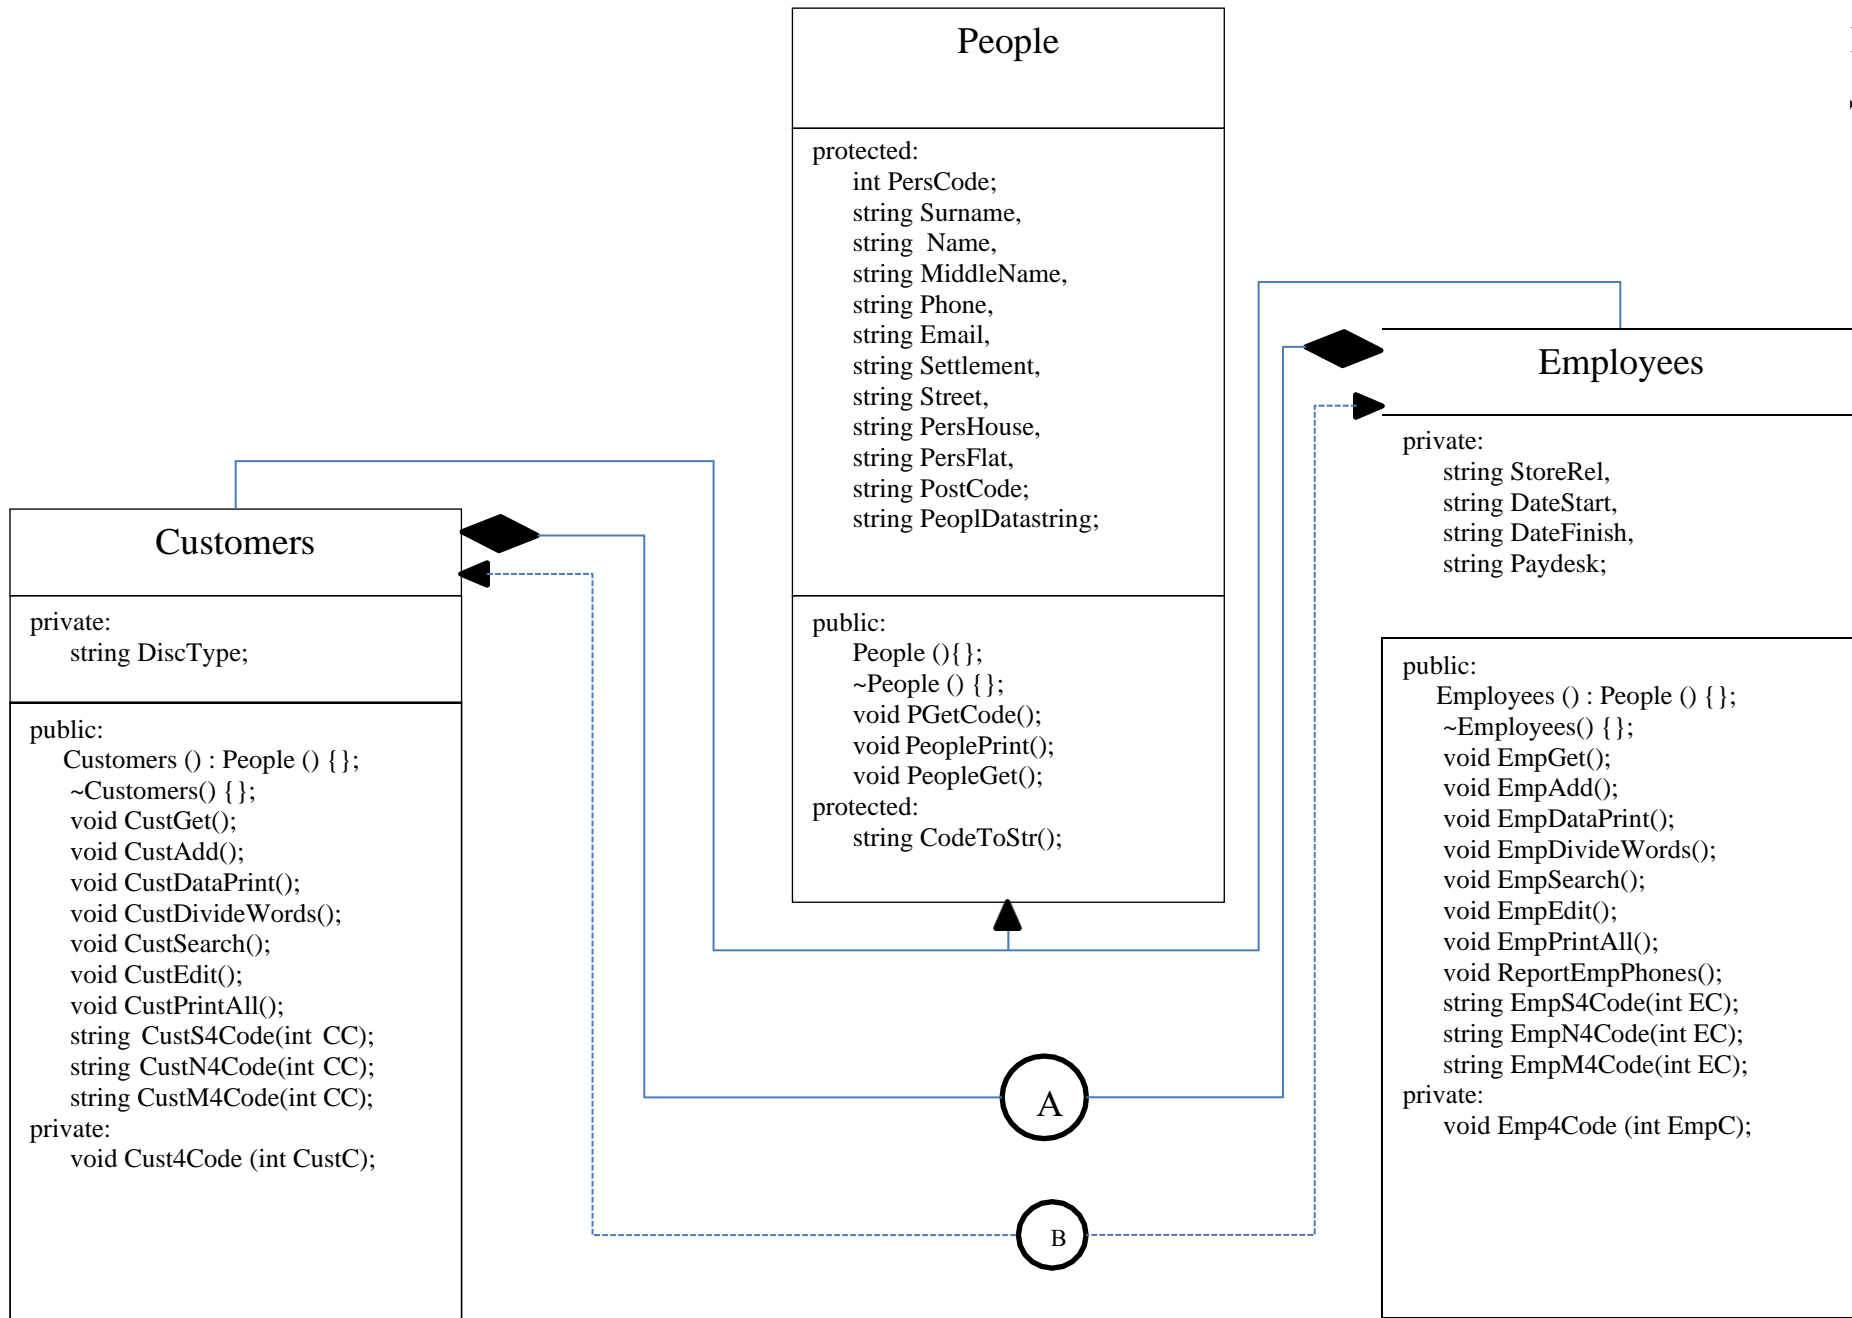 People
protected:
int PersCode;
string Surname,
string Name,
string MiddleName,
string Phone,
string Email,
string Settlement,
string Street,
string PersHouse,
string PersFlat,
string PostCode;
string PeoplDatastring;
public:
People (){};
~People () {};
void PGetCode();
void PeoplePrint();
void PeopleGet();
protected:
string CodeToStr();
Customers
private:
string DiscType;
public:
Customers () : People () {};
~Customers() {};
void CustGet();
void CustAdd();
void CustDataPrint();
void CustDivideWords();
void CustSearch();
void CustEdit();
void CustPrintAll();
string CustS4Code(int CC);
string CustN4Code(int CC);
string CustM4Code(int CC);
private:
void Cust4Code (int CustC);
Employees
private:
string StoreRel,
string DateStart,
string DateFinish,
string Paydesk;
public:
Employees () : People () {};
~Employees() {};
void EmpGet();
void EmpAdd();
void EmpDataPrint();
void EmpDivideWords();
void EmpSearch();
void EmpEdit();
void EmpPrintAll();
void ReportEmpPhones();
string EmpS4Code(int EC);
string EmpN4Code(int EC);
string EmpM4Code(int EC);
private:
void Emp4Code (int EmpC);
A
B